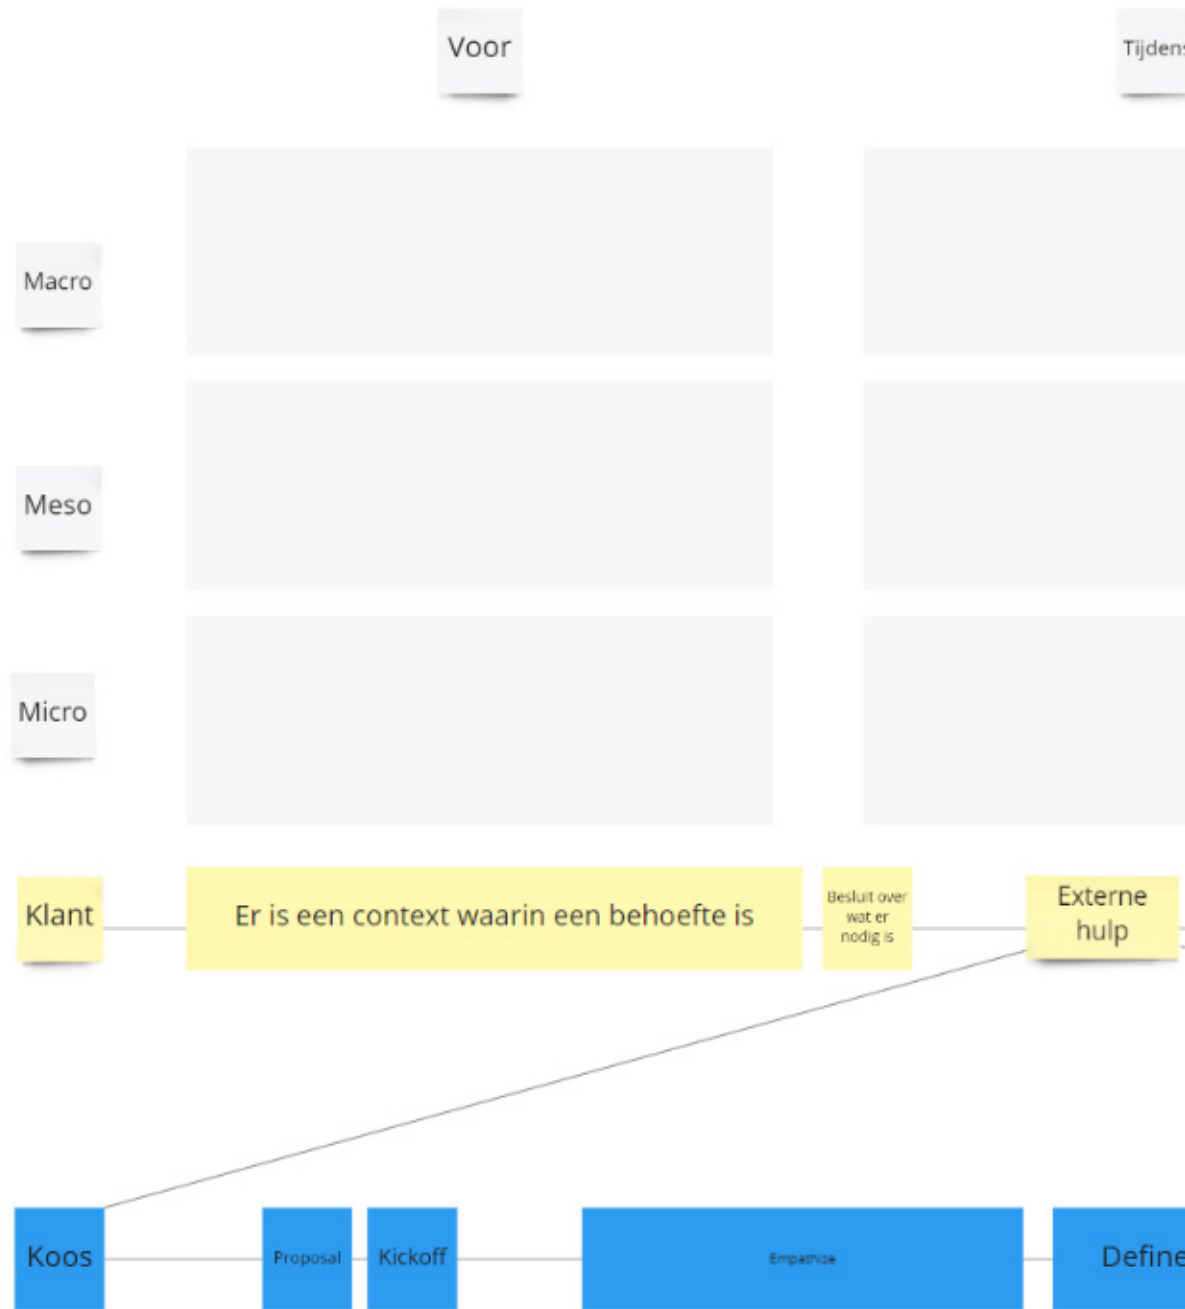 Voor
Tijdens
Macro
Meso
Micro
Klant
Er is een context waarin een behoefte is
Besluit over
wat er
nodig is
Externe
hulp
Koos
Proposal
Kickoff
Empathize
Define